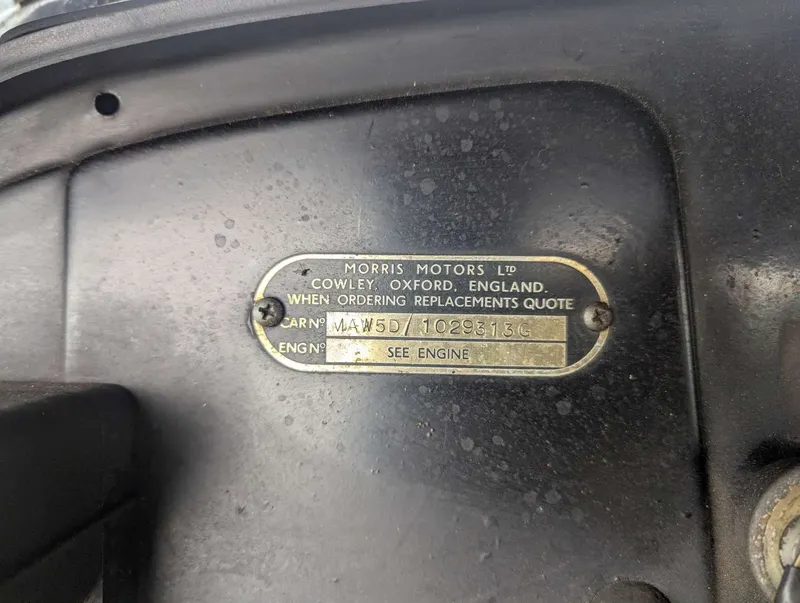 MORRIS MOTORS LTD
COWLEY, OXFORD, ENGLAND.
WHEN ORDERING REPLACEMENTS QUOTE
CAR No MAW5D/1029313G
ENG No SEE ENGINE